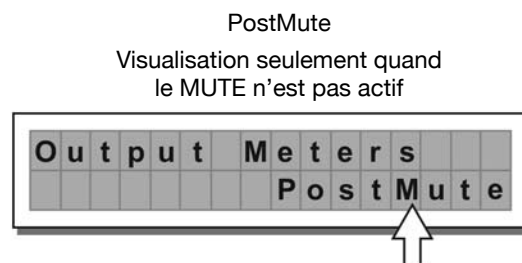 PostMute
Visualisation seulement quand
le MUTE n'est pas actif
Output Meters
PostMute